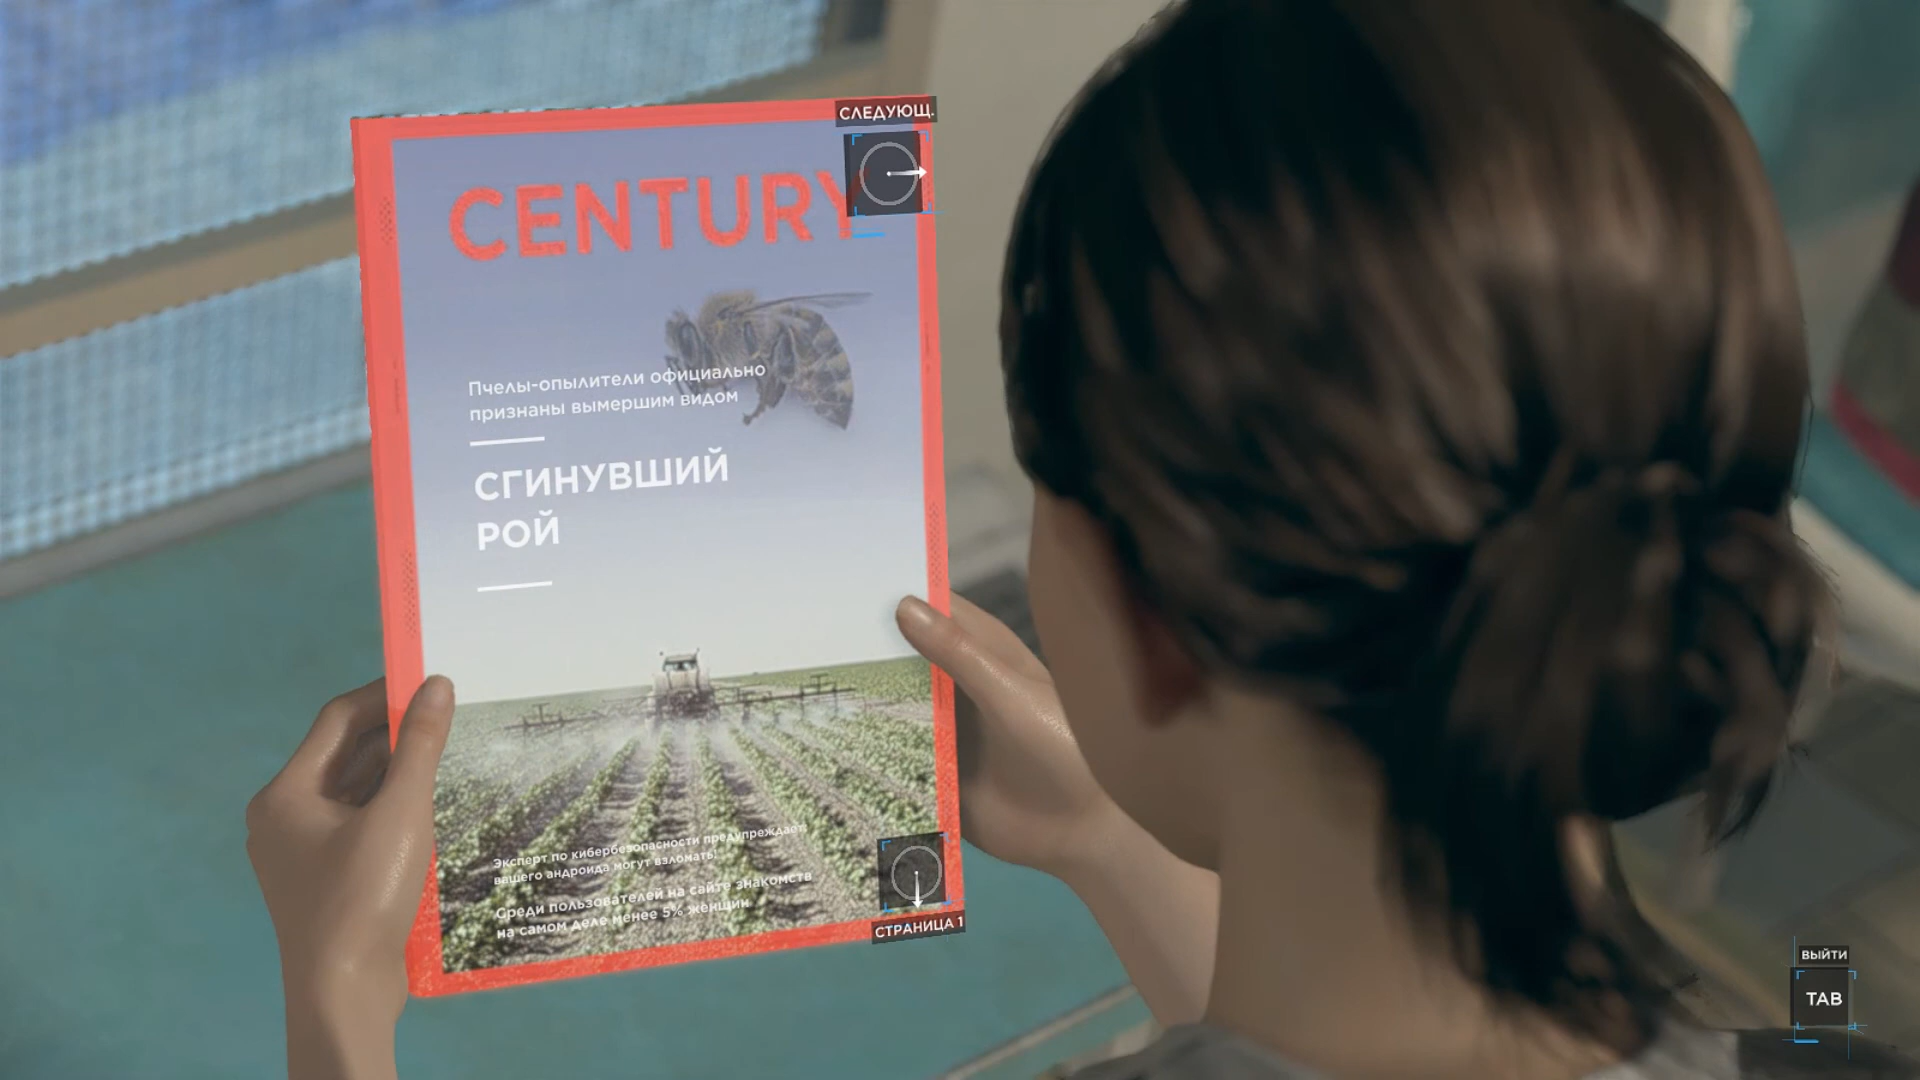 СЛЕДУЮЩ.
CENTURY
Пчелы-опылители официально
признаны вымершим видом
СГИНУВШИЙ
РОЙ
Эксперт по кибербезопасности предупреждает:
вашего андроида могут взломать!
Среди пользователей на сайте знакомств
на самом деле менее 5% женщин
СТРАНИЦА 1
ВЫЙТИ
TAB